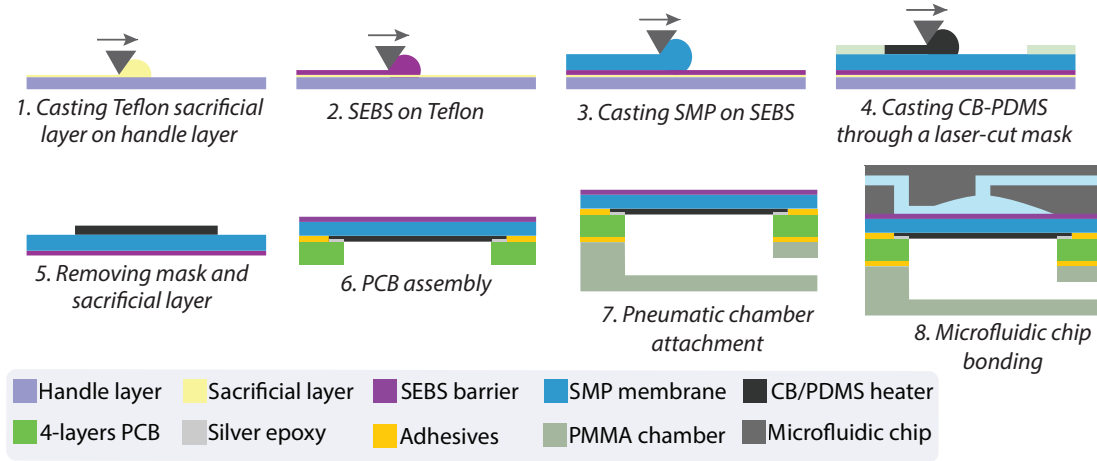 1. Casting Teflon sacrificial
layer on handle layer
2. SEBS on Teflon
3. Casting SMP on SEBS
4. Casting CB-PDMS
through a laser-cut mask
5. Removing mask and
sacrificial layer
6. PCB assembly
7. Pneumatic chamber
attachment
8. Microfluidic chip
bonding
Handle layer
Sacrificial layer
SEBS barrier
SMP membrane
CB/PDMS heater
4-layers PCB
Silver epoxy
Adhesives
PMMA chamber
Microfluidic chip